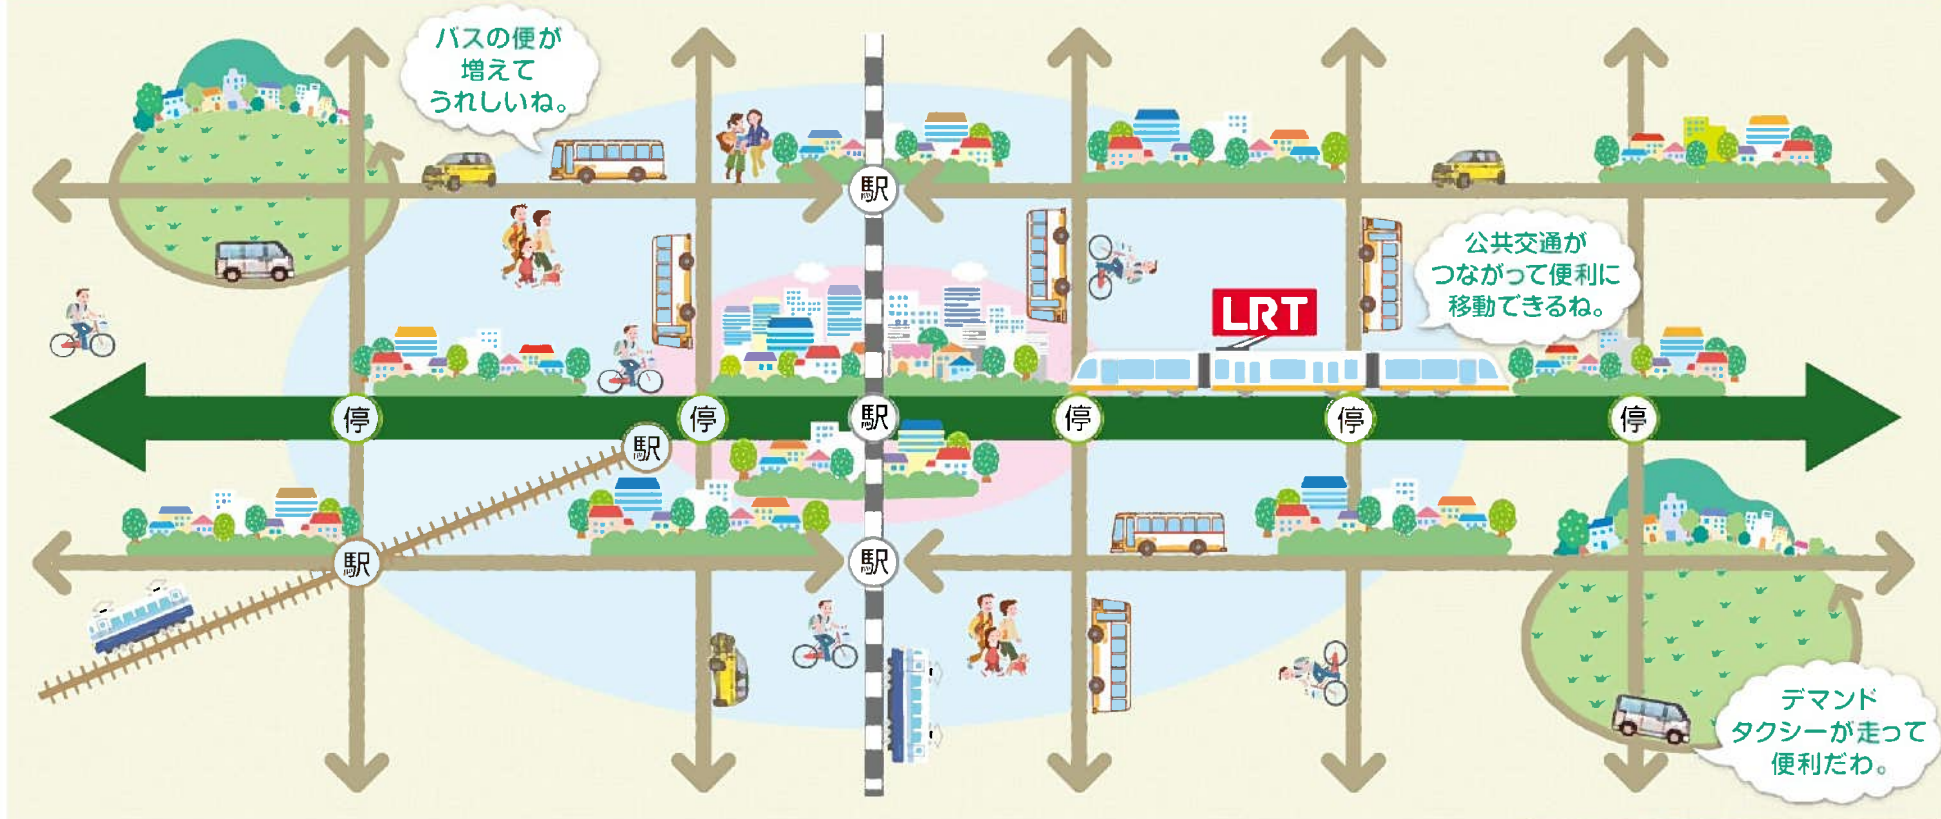 バスの便が
増えて
うれしいね。
駅
公共交通が
つながって便利に
移動できるね。
LRT
停
停
駅
停
停
停
駅
駅
駅
デマンド
タクシーが走って
便利だわ。